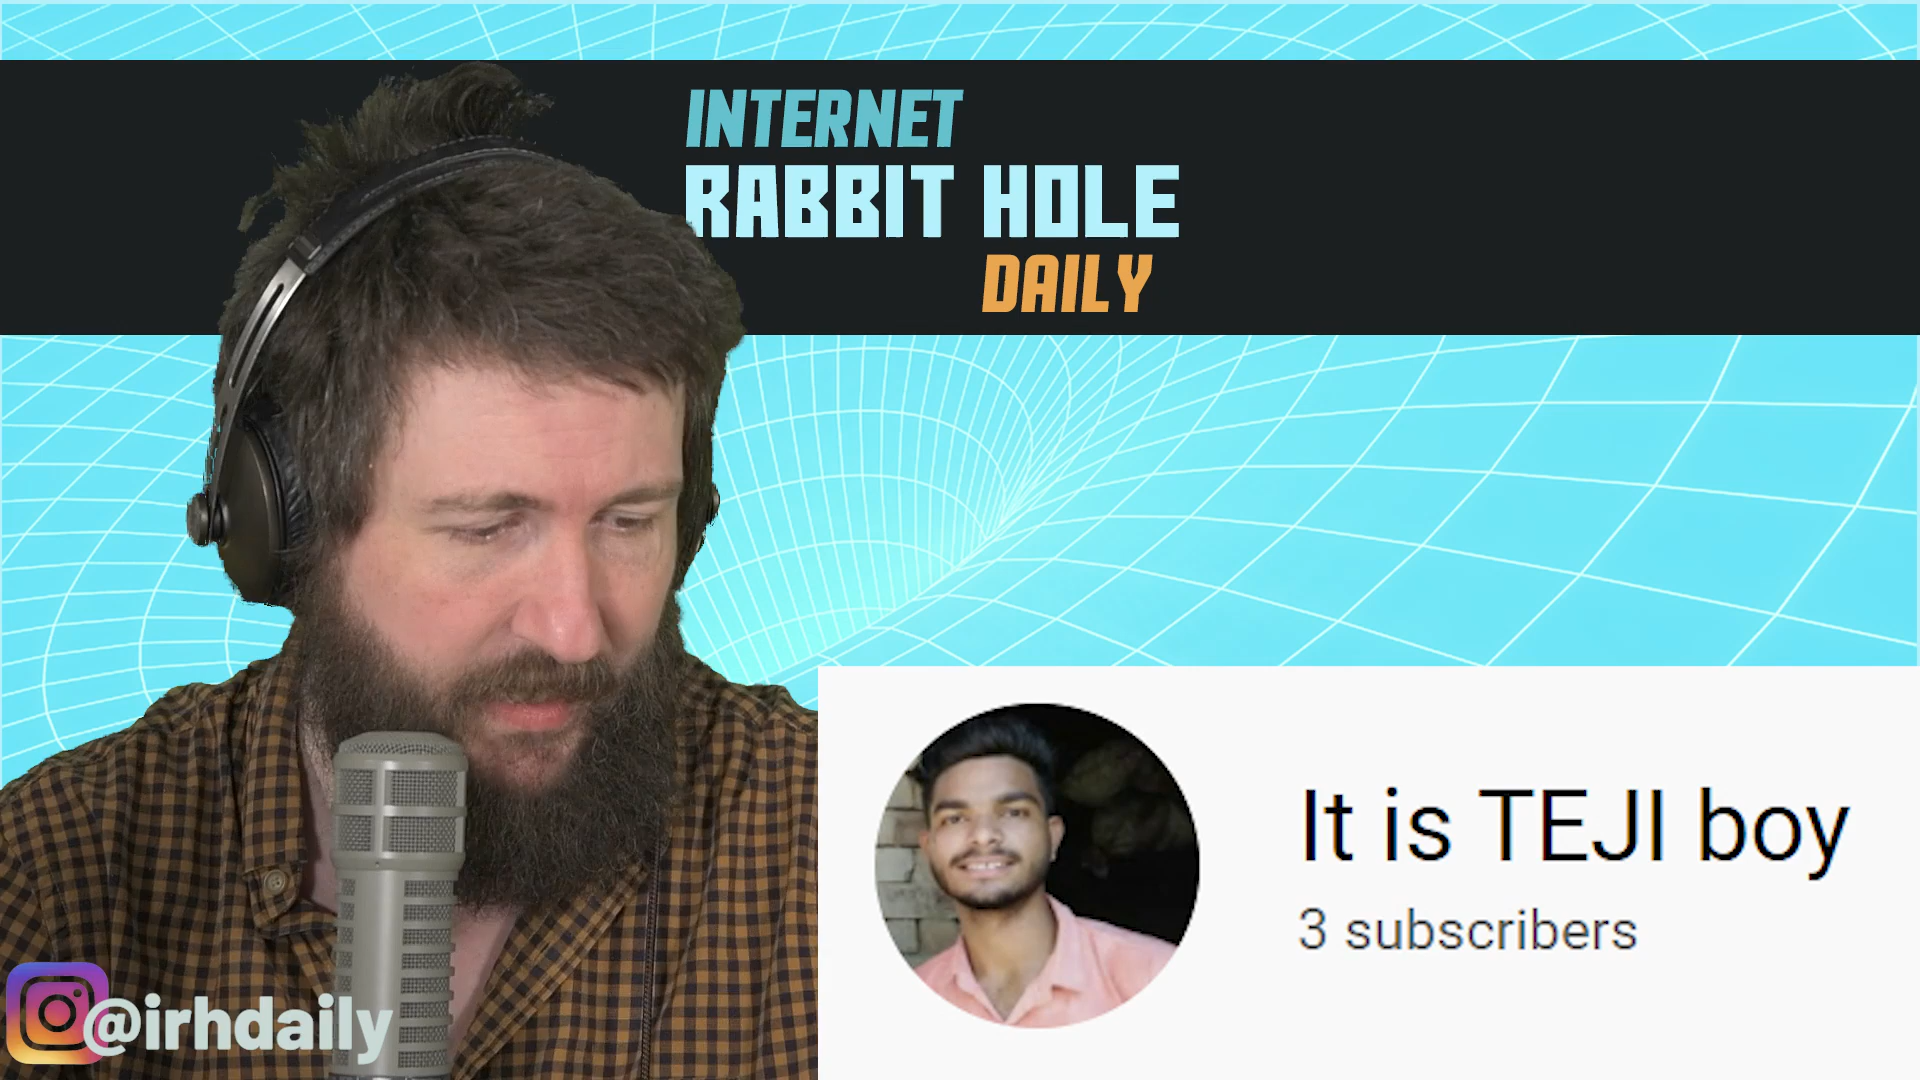 INTERNET
RABBIT HOLE
DAILY
It is TEJI boy
3 subscribers
@irhdaily